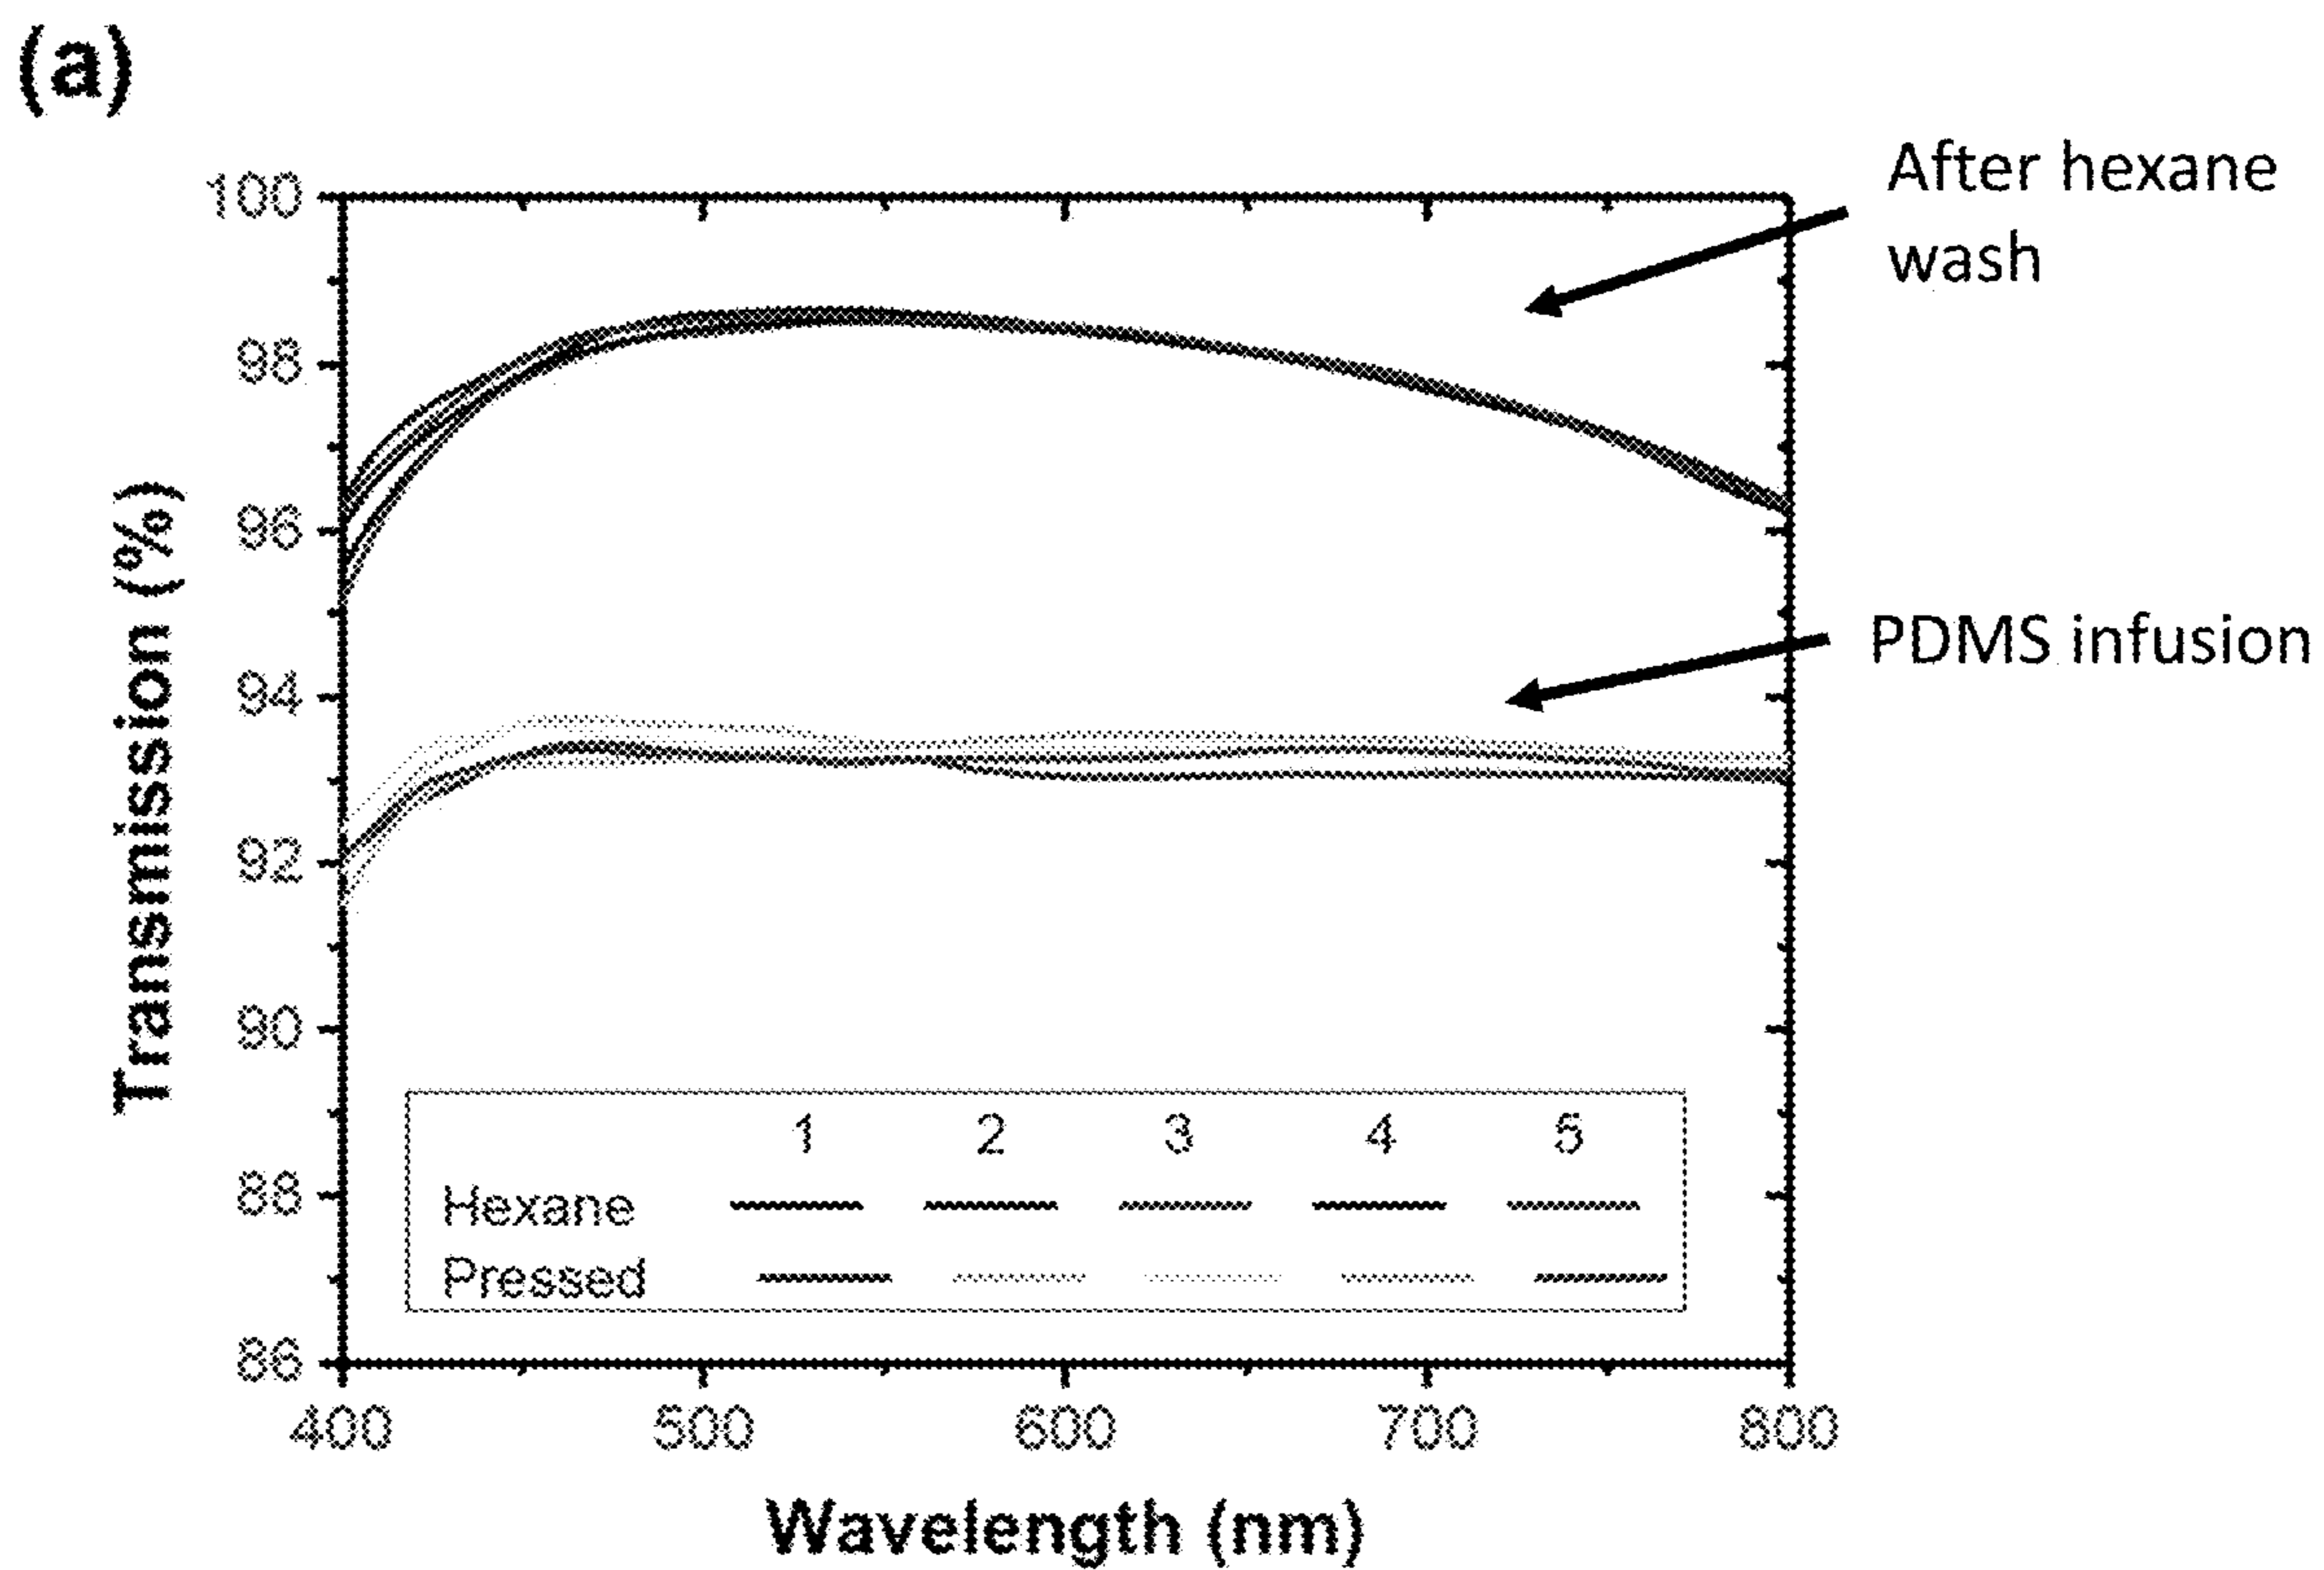 (a)
After hexane
wash
PDMS infusion
Transmission (%)
100
98
96
94
92
90
88
86
1 2 3 4 5
Hexane
Pressed
400 500 600 700 800
Wavelength (nm)